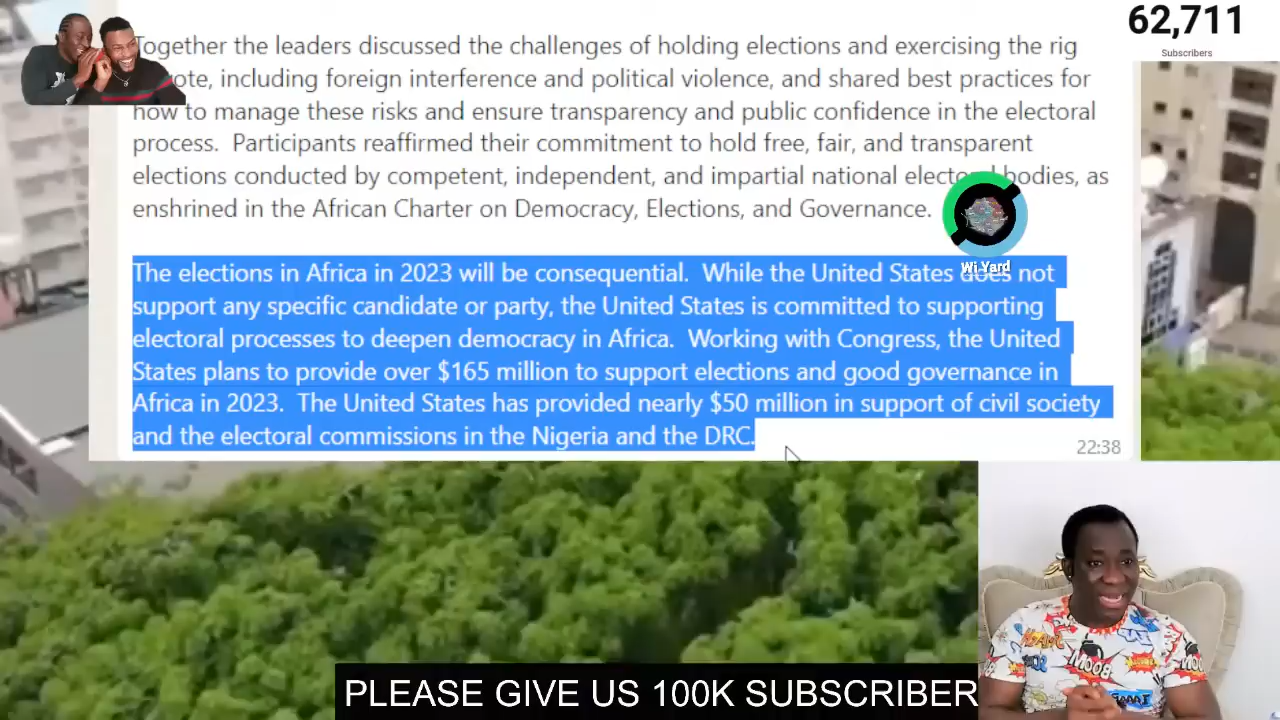 62,711
Subscribers
Together the leaders discussed the challenges of holding elections and exercising the rig
ote, including foreign interference and political violence, and shared best practices for
how to manage these risks and ensure transparency and public confidence in the electoral
process. Participants reaffirmed their commitment to hold free, fair, and transparent
elections conducted by competent, independent, and impartial national electoral bodies, as
enshrined in the African Charter on Democracy, Elections, and Governance.
Wi Yard
The elections in Africa in 2023 will be consequential. While the United States does not
support any specific candidate or party, the United States is committed to supporting
electoral processes to deepen democracy in Africa. Working with Congress, the United
States plans to provide over $165 million to support elections and good governance in
Africa in 2023. The United States has provided nearly $50 million in support of civil society
and the electoral commissions in the Nigeria and the DRC.
22:38
BOOM
PLEASE GIVE US 100K SUBSCRIBER